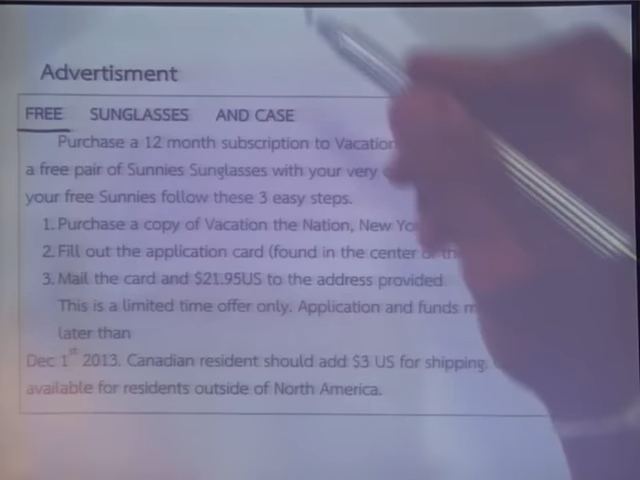 Advertisment
FREE SUNGLASSES AND CASE
Purchase a 12 month subscription to Vacation
a free pair of Sunnies Sunglasses with your very
your free Sunnies follow these 3 easy steps.
1. Purchase a copy of Vacation the Nation, New
2. Fill out the application card (found in the center
3. Mail the card and $21.95US to the address provided
This is a limited time offer only. Application and funds
later than
Dec 1st 2013. Canadian resident should add $3 US for shipping.
available for residents outside of North America.